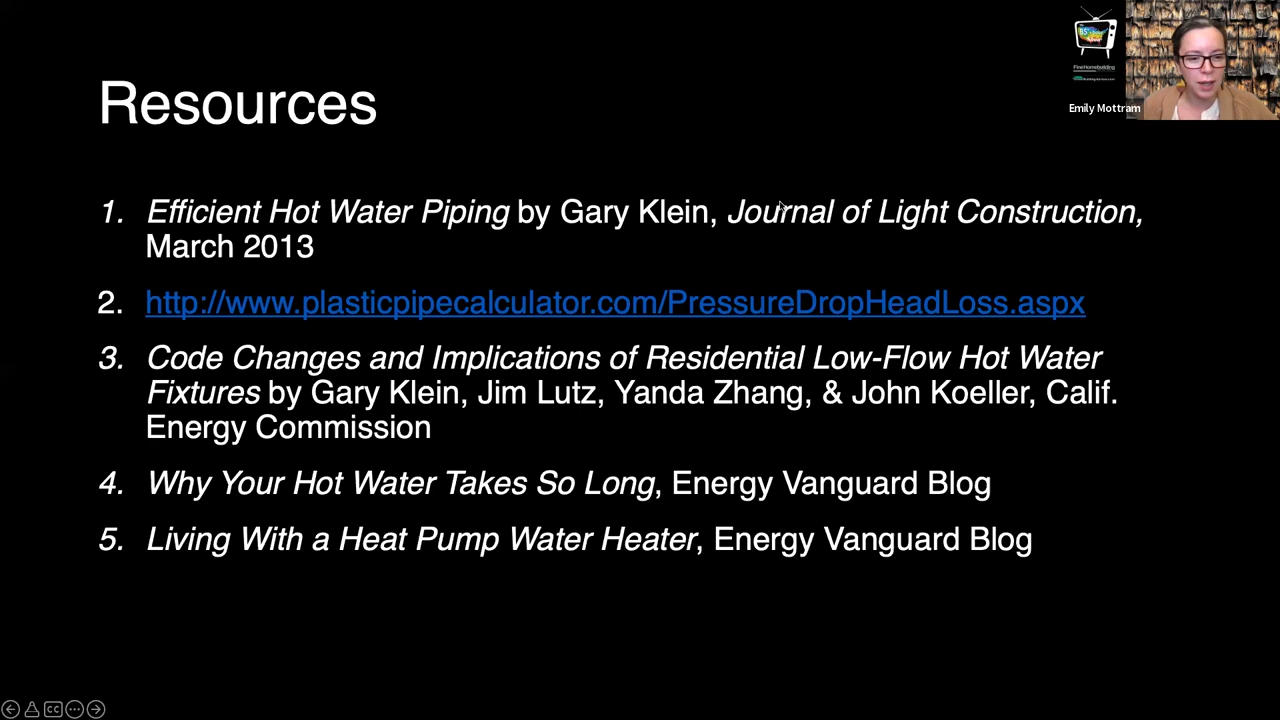 Resources
1. Efficient Hot Water Piping by Gary Klein, Journal of Light Construction,
March 2013
2. http://www.plasticpipecalculator.com/PressureDropHeadLoss.aspx
3. Code Changes and Implications of Residential Low-Flow Hot Water
Fixtures by Gary Klein, Jim Lutz, Yanda Zhang, & John Koeller, Calif.
Energy Commission
4. Why Your Hot Water Takes So Long, Energy Vanguard Blog
5. Living With a Heat Pump Water Heater, Energy Vanguard Blog
FineHomebuilding
Emily Mottram
CC